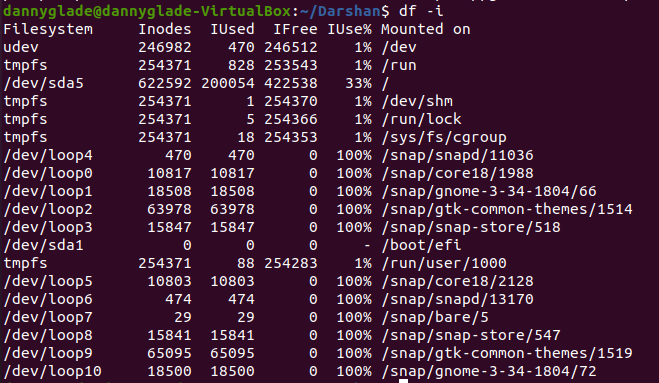 dannyglade@dannyglade-VirtualBox:~/Darshan$ df -i
Filesystem Inodes IUsed IFree IUse% Mounted on
udev 246982 470 246512 1% /dev
tmpfs 254371 828 253543 1% /run
/dev/sda5 622592 200054 422538 33% /
tmpfs 254371 1 254370 1% /dev/shm
tmpfs 254371 5 254366 1% /run/lock
tmpfs 254371 18 254353 1% /sys/fs/cgroup
/dev/loop4 470 470 0 100% /snap/snapd/11036
/dev/loop0 10817 10817 0 100% /snap/core18/1988
/dev/loop1 18508 18508 0 100% /snap/gnome-3-34-1804/66
/dev/loop2 63978 63978 0 100% /snap/gtk-common-themes/1514
/dev/loop3 15847 15847 0 100% /snap/snap-store/518
/dev/sda1 0 0 0 - /boot/efi
tmpfs 254371 88 254283 1% /run/user/1000
/dev/loop5 10803 10803 0 100% /snap/core18/2128
/dev/loop6 474 474 0 100% /snap/snapd/13170
/dev/loop7 29 29 0 100% /snap/bare/5
/dev/loop8 15841 15841 0 100% /snap/snap-store/547
/dev/loop9 65095 65095 0 100% /snap/gtk-common-themes/1519
/dev/loop10 18500 18500 0 100% /snap/gnome-3-34-1804/72